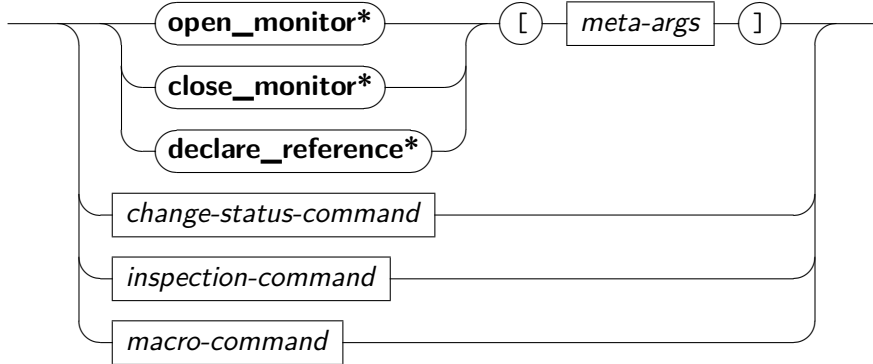 open_monitor* [ meta-args ]
close_monitor*
declare_reference*
change-status-command
inspection-command
macro-command